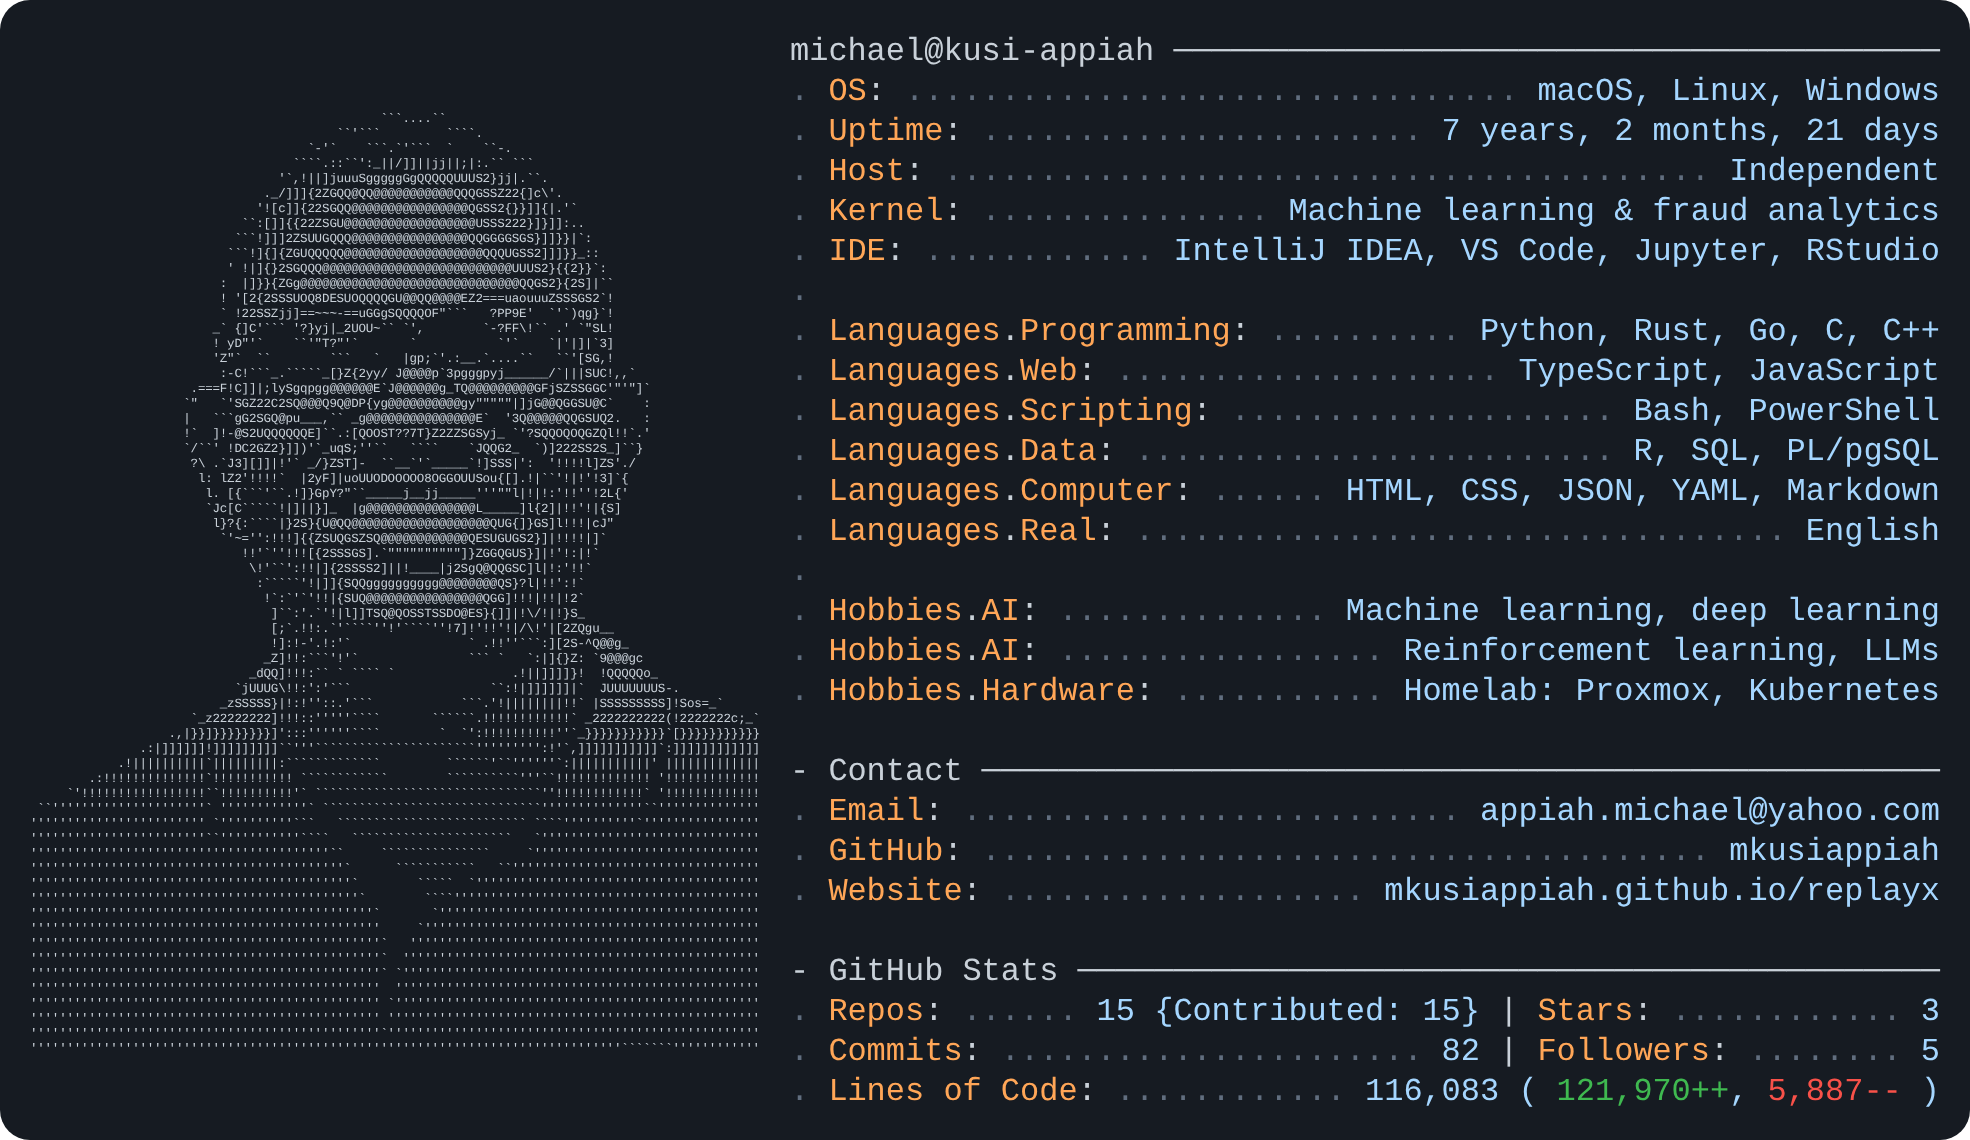 michael@kusi-appiah
. OS: ................................ macOS, Linux, Windows
. Uptime: ....................... 7 years, 2 months, 21 days
. Host: ........................................ Independent
. Kernel: ............... Machine learning & fraud analytics
. IDE: ............ IntelliJ IDEA, VS Code, Jupyter, RStudio
.
. Languages.Programming: .......... Python, Rust, Go, C, C++
. Languages.Web: .................... TypeScript, JavaScript
. Languages.Scripting: .................... Bash, PowerShell
. Languages.Data: .......................... R, SQL, PL/pgSQL
. Languages.Computer: ...... HTML, CSS, JSON, YAML, Markdown
. Languages.Real: .................................. English
.
. Hobbies.AI: .............. Machine learning, deep learning
. Hobbies.AI: ................. Reinforcement learning, LLMs
. Hobbies.Hardware: ........... Homelab: Proxmox, Kubernetes
- Contact
. Email: .......................... appiah.michael@yahoo.com
. GitHub: ...................................... mkusiappiah
. Website: ................... mkusiappiah.github.io/replayx
- GitHub Stats
. Repos: ...... 15 {Contributed: 15} | Stars: ............ 3
. Commits: ...................... 82 | Followers: ........ 5
. Lines of Code: ............ 116,083 ( 121,970++, 5,887-- )